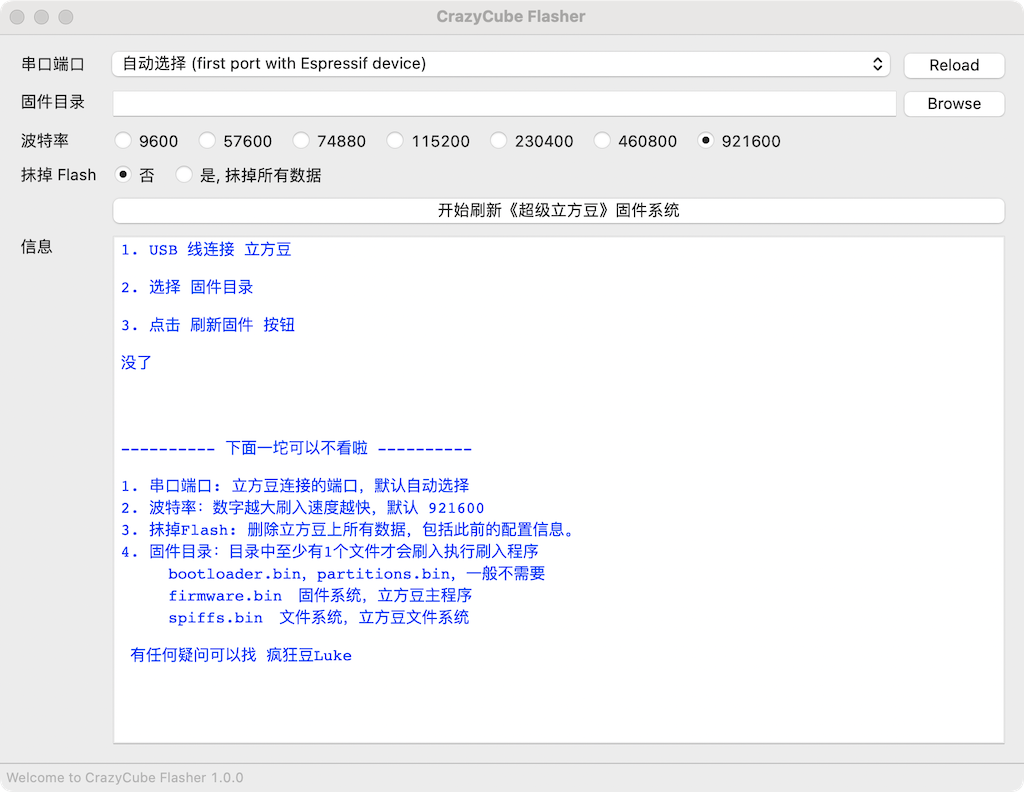 CrazyCube Flasher
串口端口 自动选择 (first port with Espressif device) Reload
固件目录 Browse
波特率 9600 57600 74880 115200 230400 460800 921600
抹掉 Flash 否 是, 抹掉所有数据
开始刷新《超级立方豆》固件系统
信息
1. USB 线连接 立方豆
2. 选择 固件目录
3. 点击 刷新固件 按钮
没了
---------- 下面一坨可以不看啦 ----------
1. 串口端口: 立方豆连接的端口, 默认自动选择
2. 波特率: 数字越大刷入速度越快, 默认 921600
3. 抹掉Flash: 删除立方豆上所有数据, 包括此前的配置信息。
4. 固件目录: 目录中至少有1个文件才会刷入执行刷入程序
bootloader.bin, partitions.bin, 一般不需要
firmware.bin 固件系统, 立方豆主程序
spiffs.bin 文件系统, 立方豆文件系统
有任何疑问可以找 疯狂豆Luke
Welcome to CrazyCube Flasher 1.0.0